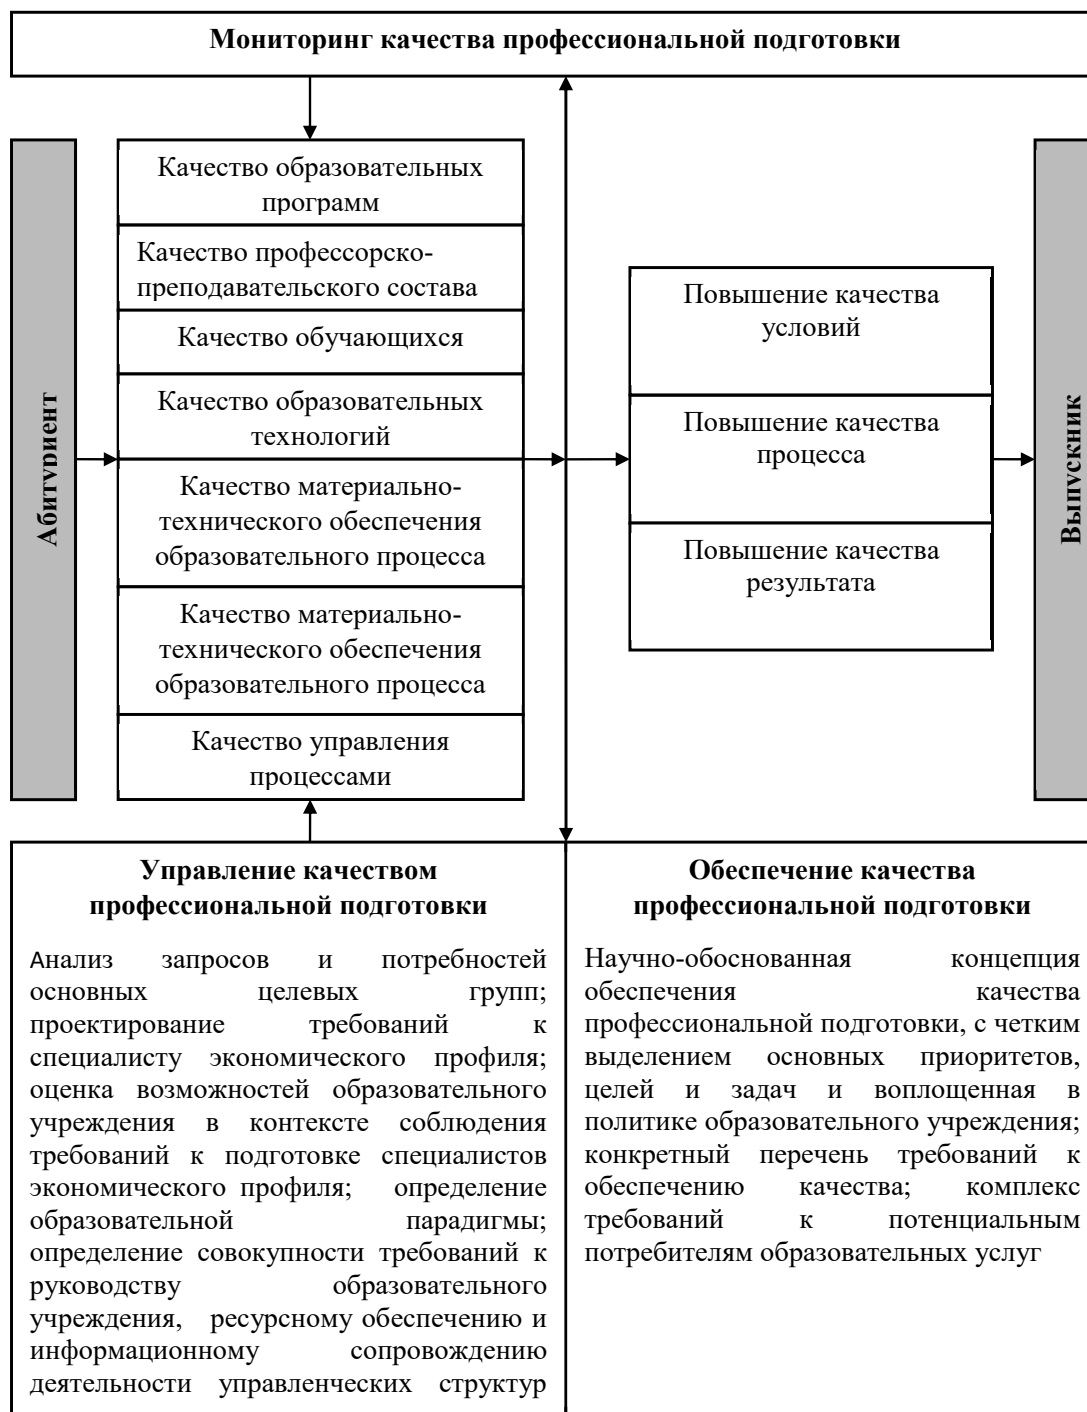 Мониторинг качества профессиональной подготовки
Абитуриент
Качество образовательных
программ
Качество профессорско-
преподавательского состава
Качество обучающихся
Качество образовательных
технологий
Качество материально-
технического обеспечения
образовательного процесса
Качество материально-
технического обеспечения
образовательного процесса
Качество управления
процессами
Повышение качества
условий
Повышение качества
процесса
Повышение качества
результата
Выпускник
Управление качеством
профессиональной подготовки
Анализ запросов и потребностей
основных целевых групп;
проектирование требований к
специалисту экономического профиля;
оценка возможностей образовательного
учреждения в контексте соблюдения
требований к подготовке специалистов
экономического профиля; определение
образовательной парадигмы;
определение совокупности требований к
руководству образовательного
учреждения, ресурсному обеспечению и
информационному сопровождению
деятельности управленческих структур
Обеспечение качества
профессиональной подготовки
Научно-обоснованная концепция
обеспечения качества
профессиональной подготовки, с четким
выделением основных приоритетов,
целей и задач и воплощенная в
политике образовательного учреждения;
конкретный перечень требований к
обеспечению качества; комплекс
требований к потенциальным
потребителям образовательных услуг